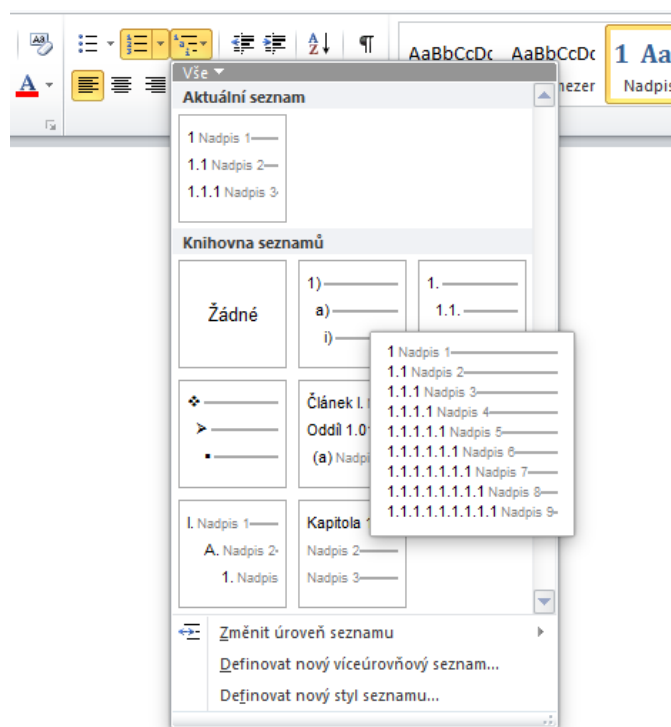 AaBbCcDc AaBbCcDc 1 Aa
ezer Nadpis
Vše
Aktuální seznam
1 Nadpis 1
1.1 Nadpis 2
1.1.1 Nadpis 3
Knihovna seznamů
Žádné
1)
a)
i)
1.
1.1.
Článek I.
Oddíl 1.01
(a) Nadpi
1 Nadpis 1
1.1 Nadpis 2
1.1.1 Nadpis 3
1.1.1.1 Nadpis 4
1.1.1.1.1 Nadpis 5
1.1.1.1.1.1 Nadpis 6
1.1.1.1.1.1.1 Nadpis 7
1.1.1.1.1.1.1.1 Nadpis 8
1.1.1.1.1.1.1.1.1 Nadpis 9
I. Nadpis 1
A. Nadpis 2
1. Nadpis
Kapitola 1
Nadpis 2
Nadpis 3
Změnit úroveň seznamu
Definovat nový víceúrovňový seznam...
Definovat nový styl seznamu...